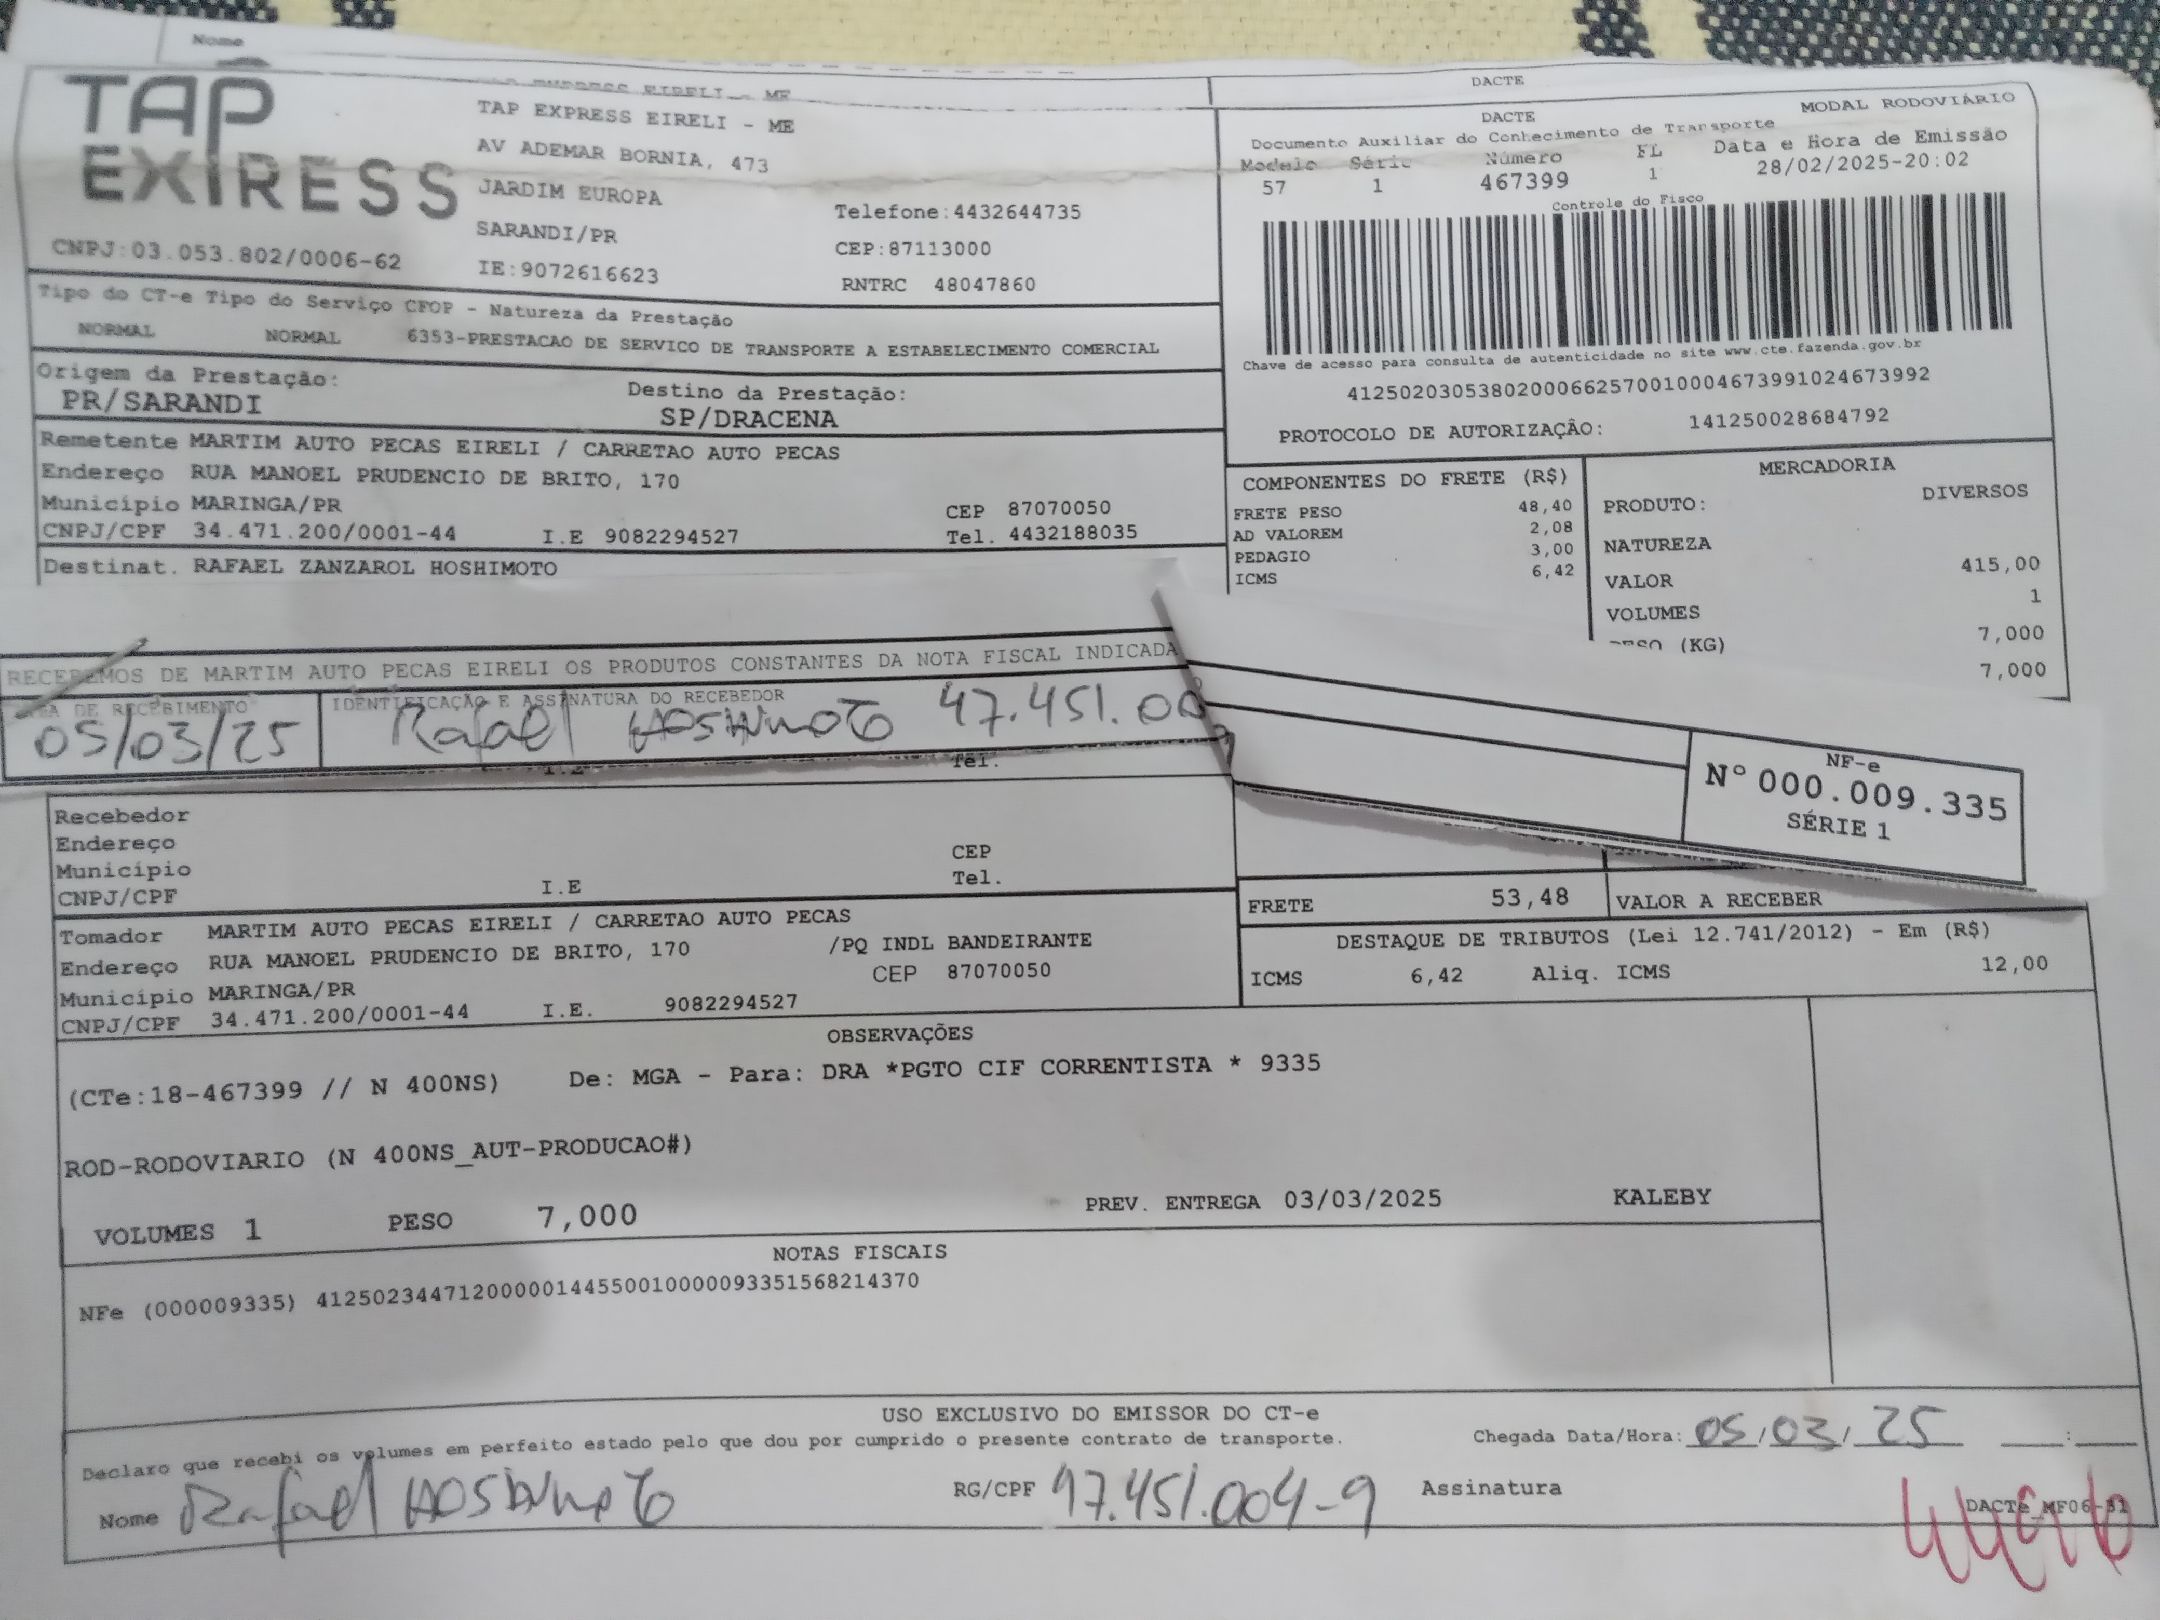 Nome
TAP EXPRESS EIRELI - ME
DACTE
TAP EXPRESS
TAP EXPRESS EIRELI - ME
AV ADEMAR BORNIA, 473
JARDIM EUROPA
SARANDI/PR
IE:9072616623
Telefone:4432644735
CEP:87113000
RNTRC 48047860
CNPJ:03.053.802/0006-62
DACTE
MODAL RODOVIÁRIO
Documento Auxiliar do Conhecimento de Transporte
Modelo Série Número FL Data e Hora de Emissão
57 1 467399 1 28/02/2025-20:02
Controle do Fisco
Chave de acesso para consulta de autenticidade no site www.cte.fazenda.gov.br
41250203053802000662570010004673991024673992
PROTOCOLO DE AUTORIZAÇÃO: 141250028684792
Tipo do CT-e Tipo do Serviço CFOP - Natureza da Prestação
NORMAL NORMAL 6353-PRESTACAO DE SERVICO DE TRANSPORTE A ESTABELECIMENTO COMERCIAL
Origem da Prestação: Destino da Prestação:
PR/SARANDI SP/DRACENA
Remetente MARTIM AUTO PECAS EIRELI / CARRETAO AUTO PECAS
Endereço RUA MANOEL PRUDENCIO DE BRITO, 170
Município MARINGA/PR CEP 87070050
CNPJ/CPF 34.471.200/0001-44 I.E 9082294527 Tel. 4432188035
Destinat. RAFAEL ZANZAROL HOSHIMOTO
COMPONENTES DO FRETE (R$)
FRETE PESO 48,40
AD VALOREM 2,08
PEDAGIO 3,00
ICMS 6,42
MERCADORIA
PRODUTO: DIVERSOS
NATUREZA
VALOR 415,00
VOLUMES 1
PESO (KG) 7,000
7,000
RECEBEMOS DE MARTIM AUTO PECAS EIRELI OS PRODUTOS CONSTANTES DA NOTA FISCAL INDICADA
DATA DE RECEBIMENTO IDENTIFICAÇÃO E ASSINATURA DO RECEBEDOR
05/03/25 Rafael Hoshimoto 47.451.00
NF-e
Nº 000.009.335
SÉRIE 1
I.E Tel.
Recebedor
Endereço
Município CEP
CNPJ/CPF I.E Tel.
FRETE 53,48 VALOR A RECEBER
Tomador MARTIM AUTO PECAS EIRELI / CARRETAO AUTO PECAS
Endereço RUA MANOEL PRUDENCIO DE BRITO, 170 /PQ INDL BANDEIRANTE
Município MARINGA/PR CEP 87070050
CNPJ/CPF 34.471.200/0001-44 I.E. 9082294527
DESTAQUE DE TRIBUTOS (Lei 12.741/2012) - Em (R$)
ICMS 6,42 Aliq. ICMS 12,00
OBSERVAÇÕES
(CTe:18-467399 // N 400NS) De: MGA - Para: DRA *PGTO CIF CORRENTISTA * 9335
ROD-RODOVIARIO (N 400NS_AUT-PRODUCAO#)
VOLUMES 1 PESO 7,000 PREV. ENTREGA 03/03/2025 KALEBY
NOTAS FISCAIS
NFe (000009335) 41250234471200000144550010000093351568214370
USO EXCLUSIVO DO EMISSOR DO CT-e
Declaro que recebi os volumes em perfeito estado pelo que dou por cumprido o presente contrato de transporte.
Chegada Data/Hora: 05/03/25 __:__
Nome Rafael Hoshimoto RG/CPF 47.451.004-9 Assinatura
DACTe_MF06-31